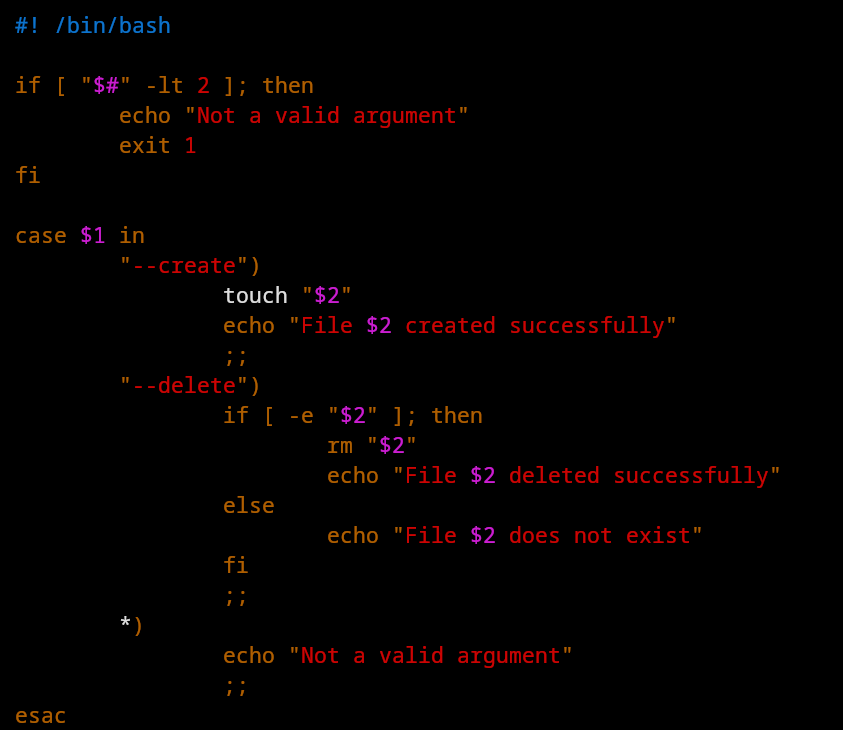 #! /bin/bash

if [ "$#" -lt 2 ]; then
        echo "Not a valid argument"
        exit 1
fi

case $1 in
        "--create")
                touch "$2"
                echo "File $2 created successfully"
                ;;
        "--delete")
                if [ -e "$2" ]; then
                        rm "$2"
                        echo "File $2 deleted successfully"
                else
                        echo "File $2 does not exist"
                fi
                ;;
        *)
                echo "Not a valid argument"
                ;;
esac